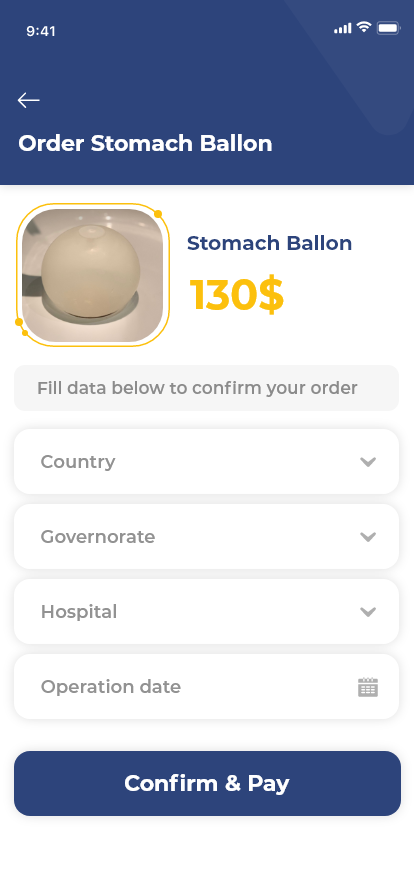 9:41
Order Stomach Ballon
Stomach Ballon
130$
Fill data below to confirm your order
Country
Governorate
Hospital
Operation date
Confirm & Pay